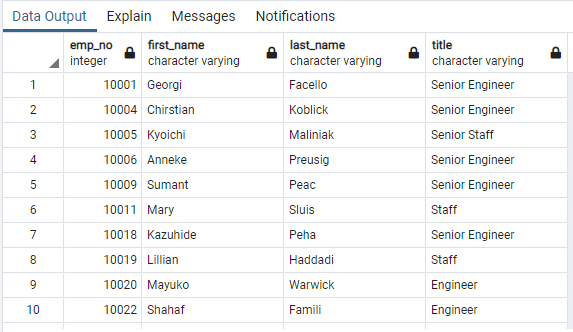 Data Output Explain Messages Notifications
emp_no first_name last_name title
integer character varying character varying character varying
1 10001 Georgi Facello Senior Engineer
2 10004 Chirstian Koblick Senior Engineer
3 10005 Kyoichi Maliniak Senior Staff
4 10006 Anneke Preusig Senior Engineer
5 10009 Sumant Peac Senior Engineer
6 10011 Mary Sluis Staff
7 10018 Kazuhide Peha Senior Engineer
8 10019 Lillian Haddadi Staff
9 10020 Mayuko Warwick Engineer
10 10022 Shahaf Famili Engineer